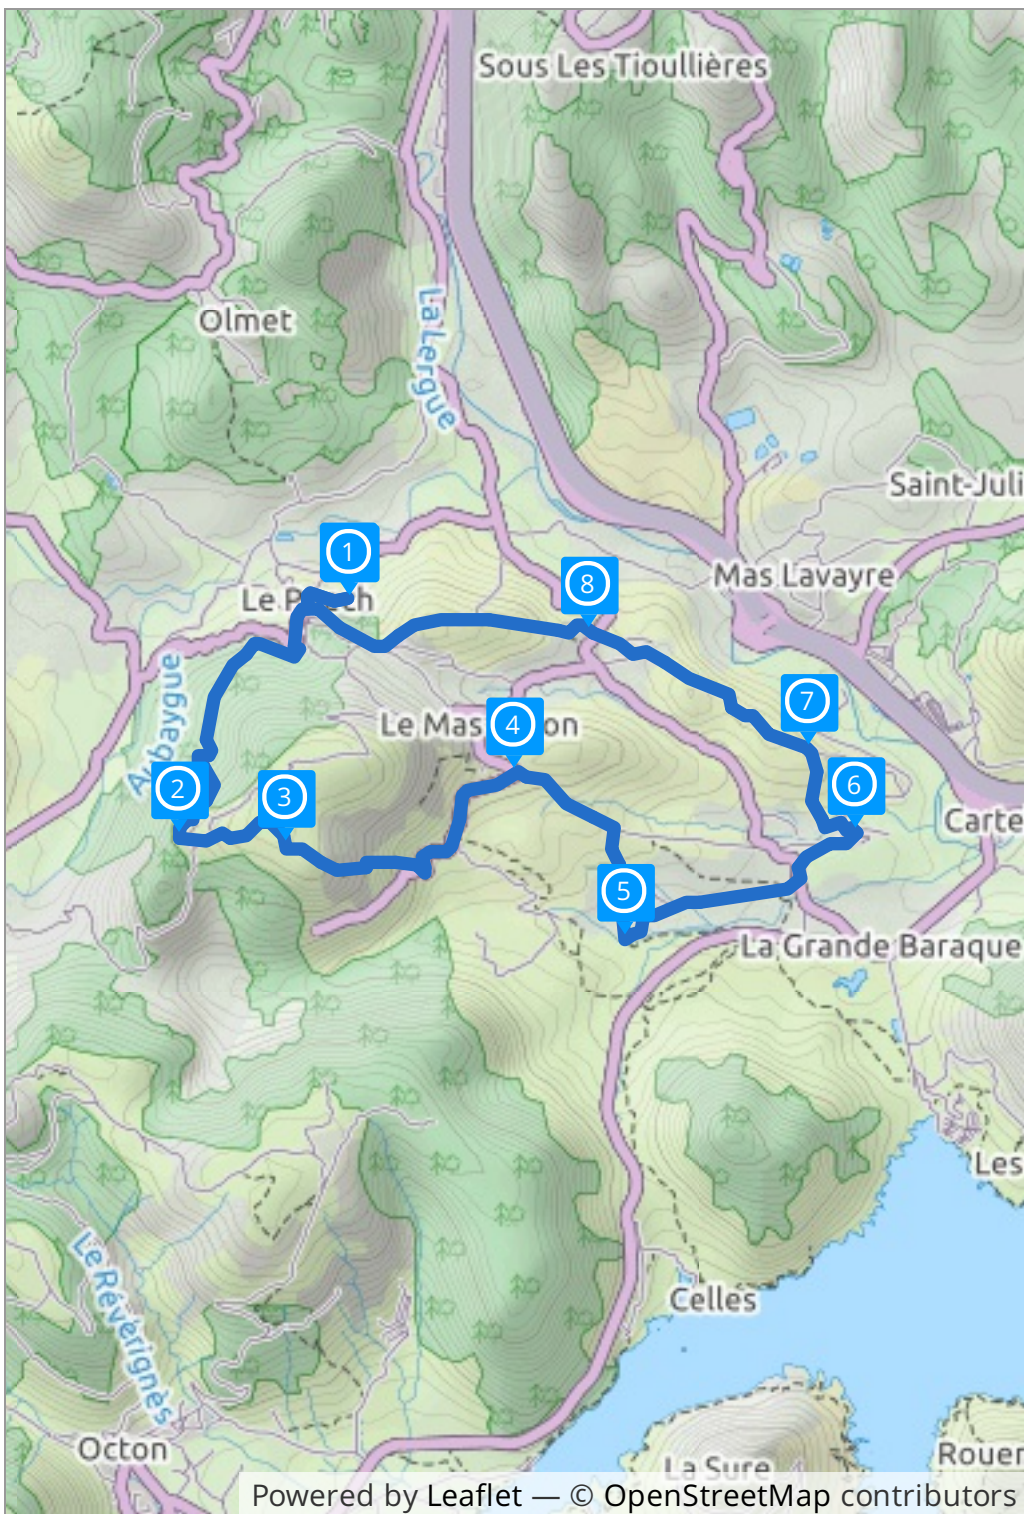 Sous Les Tioullières
Olmet
La Lergue
Saint-Juli
1
8
Mas Lavayre
Le P ch
Aubaygue
7
Le Mas on
4
2
3
6
Carte
5
La Grande Baraque
Les
Le Révérignès
Celles
Octon
La Sure
Rouer
Powered by Leaflet — © OpenStreetMap contributors